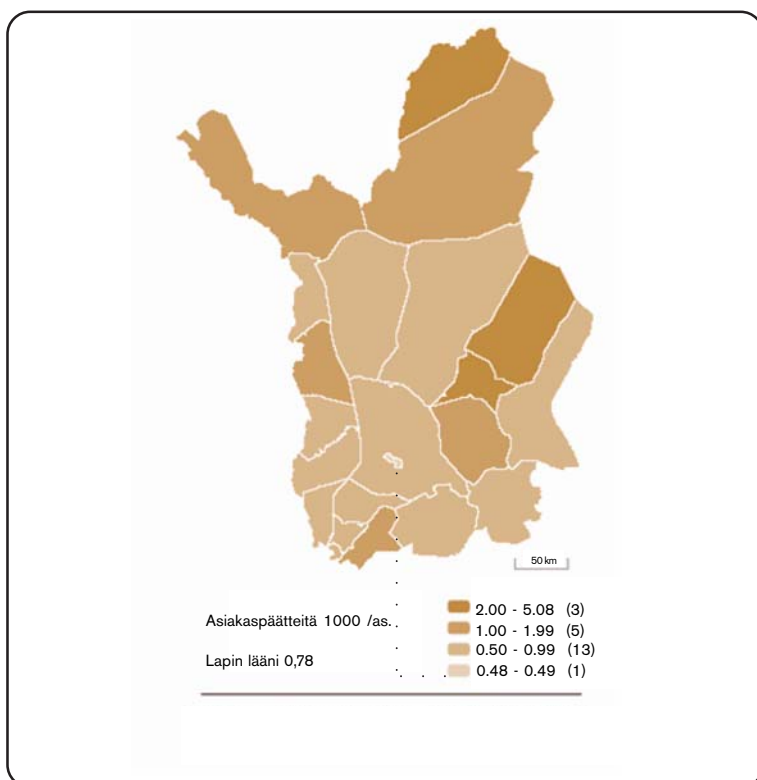 50 km
Asiakaspäätteitä 1000 /as.
Lapin lääni 0,78
2.00 - 5.08 (3)
1.00 - 1.99 (5)
0.50 - 0.99 (13)
0.48 - 0.49 (1)